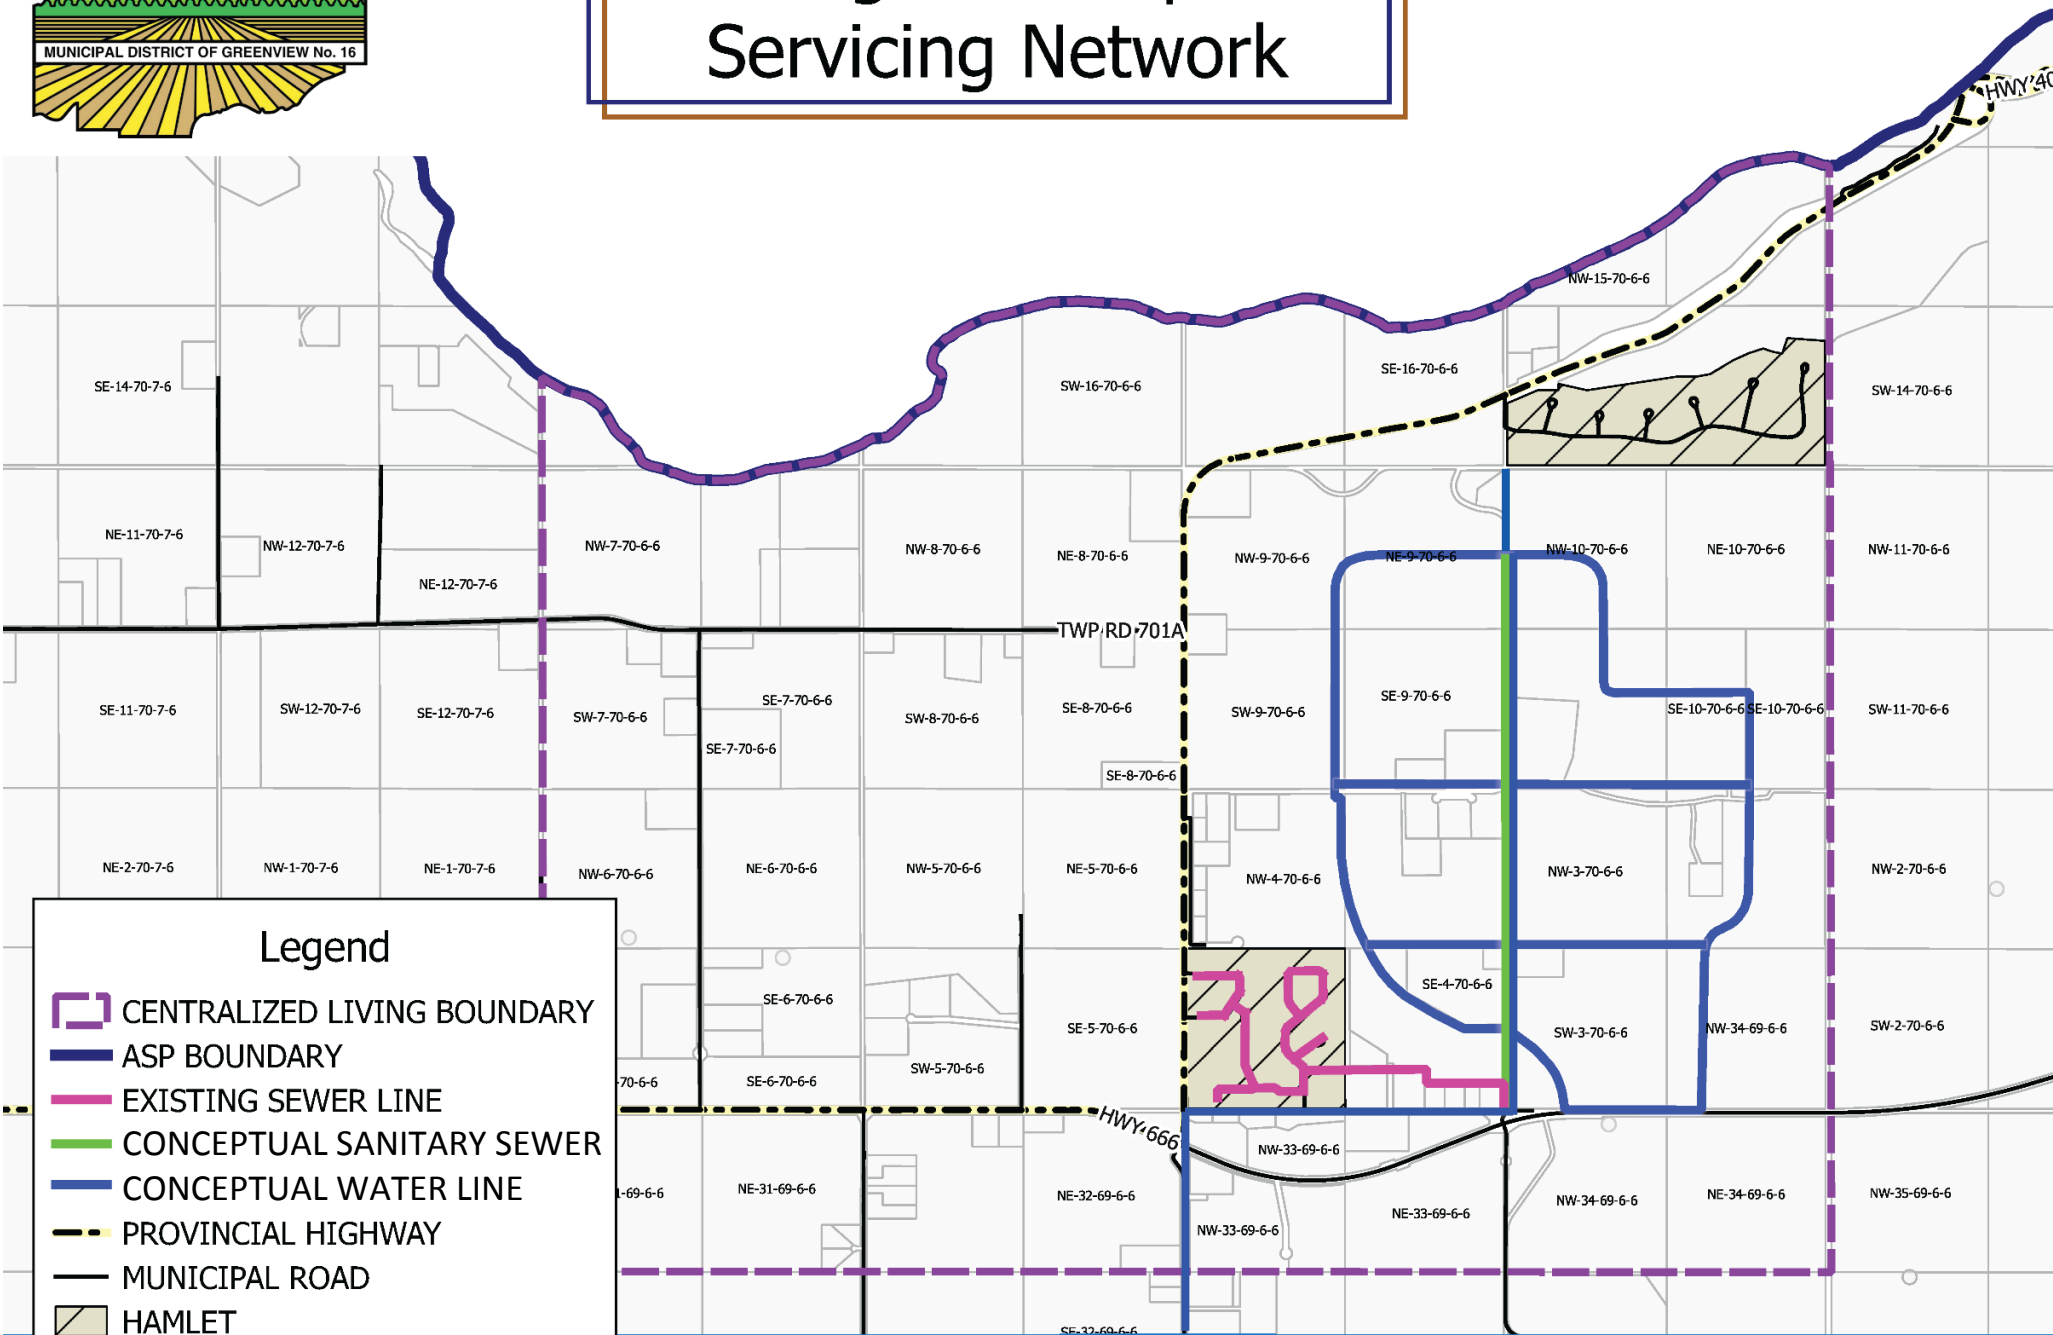 MUNICIPAL DISTRICT OF GREENVIEW No. 16
Servicing Network
HWY 40
NW-15-70-6-6
SE-14-70-7-6
SW-16-70-6-6
SE-16-70-6-6
SW-14-70-6-6
NE-11-70-7-6
NW-12-70-7-6
NE-12-70-7-6
NW-7-70-6-6
NW-8-70-6-6
NE-8-70-6-6
NW-9-70-6-6
NE-9-70-6-6
NW-10-70-6-6
NE-10-70-6-6
NW-11-70-6-6
TWP RD 701A
SE-11-70-7-6
SW-12-70-7-6
SE-12-70-7-6
SW-7-70-6-6
SE-7-70-6-6
SE-7-70-6-6
SW-8-70-6-6
SE-8-70-6-6
SE-8-70-6-6
SW-9-70-6-6
SE-9-70-6-6
SE-10-70-6-6
SE-10-70-6-6
SW-11-70-6-6
NE-2-70-7-6
NW-1-70-7-6
NE-1-70-7-6
NW-6-70-6-6
NE-6-70-6-6
NW-5-70-6-6
NE-5-70-6-6
NW-4-70-6-6
NW-3-70-6-6
NW-2-70-6-6
SE-6-70-6-6
SE-5-70-6-6
SE-4-70-6-6
SW-3-70-6-6
NW-34-69-6-6
SW-2-70-6-6
-70-6-6
SE-6-70-6-6
SW-5-70-6-6
HWY 666
NW-33-69-6-6
1-69-6-6
NE-31-69-6-6
NE-32-69-6-6
NW-33-69-6-6
NE-33-69-6-6
NW-34-69-6-6
NE-34-69-6-6
NW-35-69-6-6
SE-32-69-6-6
Legend
CENTRALIZED LIVING BOUNDARY
ASP BOUNDARY
EXISTING SEWER LINE
CONCEPTUAL SANITARY SEWER
CONCEPTUAL WATER LINE
PROVINCIAL HIGHWAY
MUNICIPAL ROAD
HAMLET